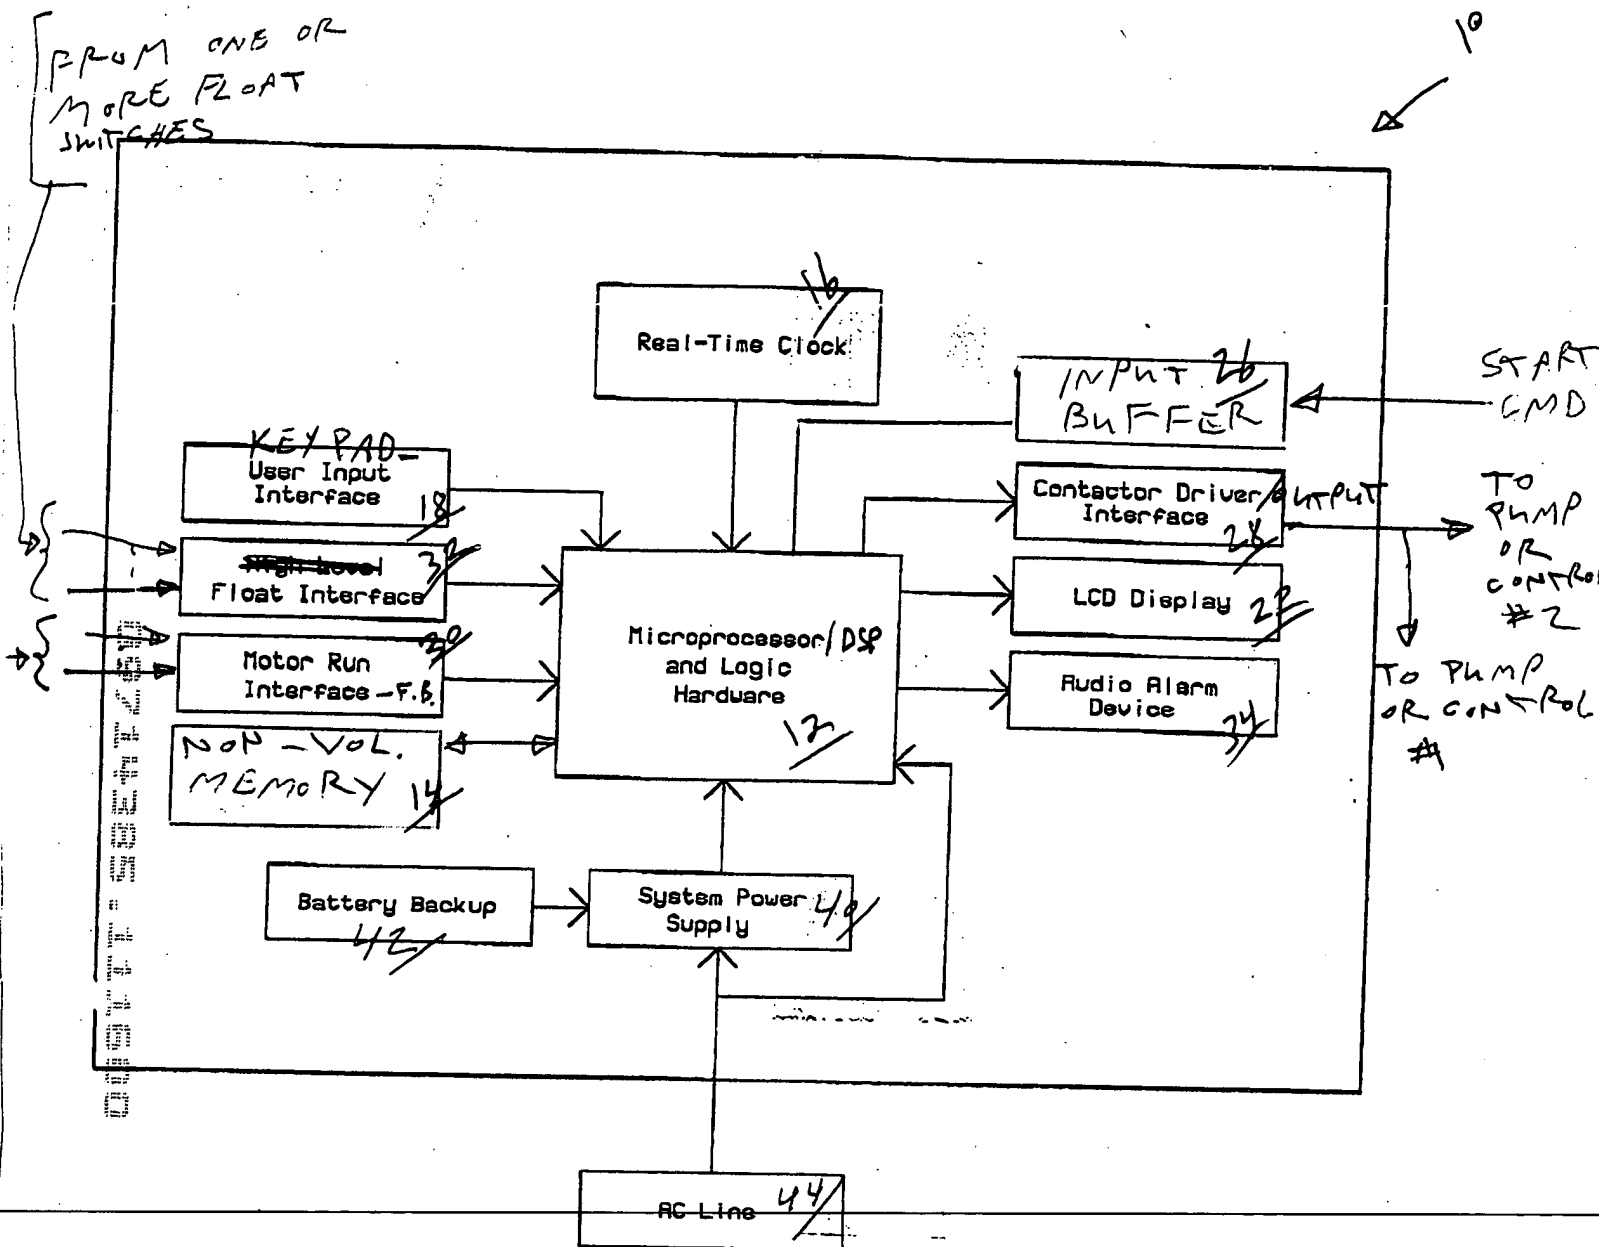 FROM ONE OR
MORE FLOAT
SWITCHES
10
16
Real-Time Clock
INPUT 26
BUFFER
START
CMD
KEYPAD-
User Input
Interface
18
Contactor Driver/OUTPUT
Interface
28
TO
PUMP
OR
CONTROL
#2
32
Float Interface
LCD Display 22
Microprocessor/DSP
and Logic
Hardware
12
Motor Run 30
Interface-F.B.
Audio Alarm
Device
34
TO PUMP
OR CONTROL
NON-VOL.
MEMORY 14
Battery Backup
42
System Power 40
Supply
AC Line 44
09714385.111600